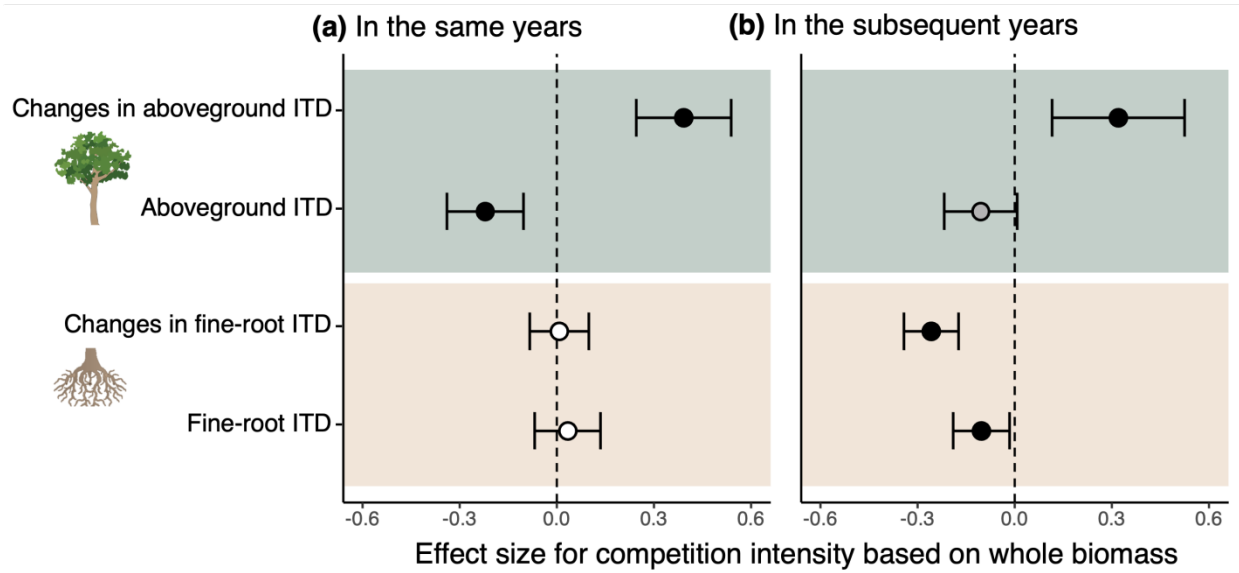 (a) In the same years
(b) In the subsequent years
Changes in aboveground ITD
Aboveground ITD
Changes in fine-root ITD
Fine-root ITD
-0.6 -0.3 0.0 0.3 0.6
-0.6 -0.3 0.0 0.3 0.6
Effect size for competition intensity based on whole biomass